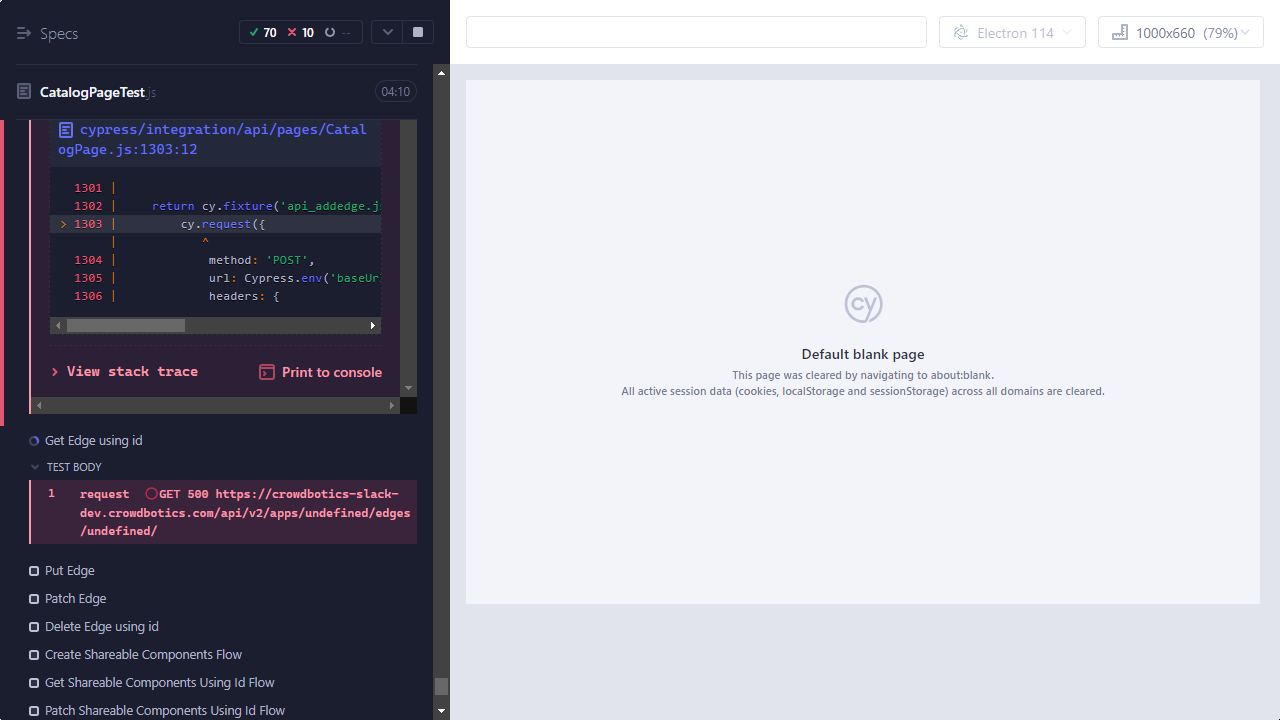 Specs
70 10 --
Electron 114
1000x660 (79%)
CatalogPageTest.js
04:10
cypress/integration/api/pages/Catal
ogPage.js:1303:12
1301 |
1302 | return cy.fixture('api_addedge.js
> 1303 | cy.request({
| ^
1304 | method: 'POST',
1305 | url: Cypress.env('baseUrl
1306 | headers: {
View stack trace
Print to console
Get Edge using id
TEST BODY
1 request GET 500 https://crowdbotics-slack-
dev.crowdbotics.com/api/v2/apps/undefined/edges
/undefined/
Put Edge
Patch Edge
Delete Edge using id
Create Shareable Components Flow
Get Shareable Components Using Id Flow
Patch Shareable Components Using Id Flow
cy
Default blank page
This page was cleared by navigating to about:blank.
All active session data (cookies, localStorage and sessionStorage) across all domains are cleared.